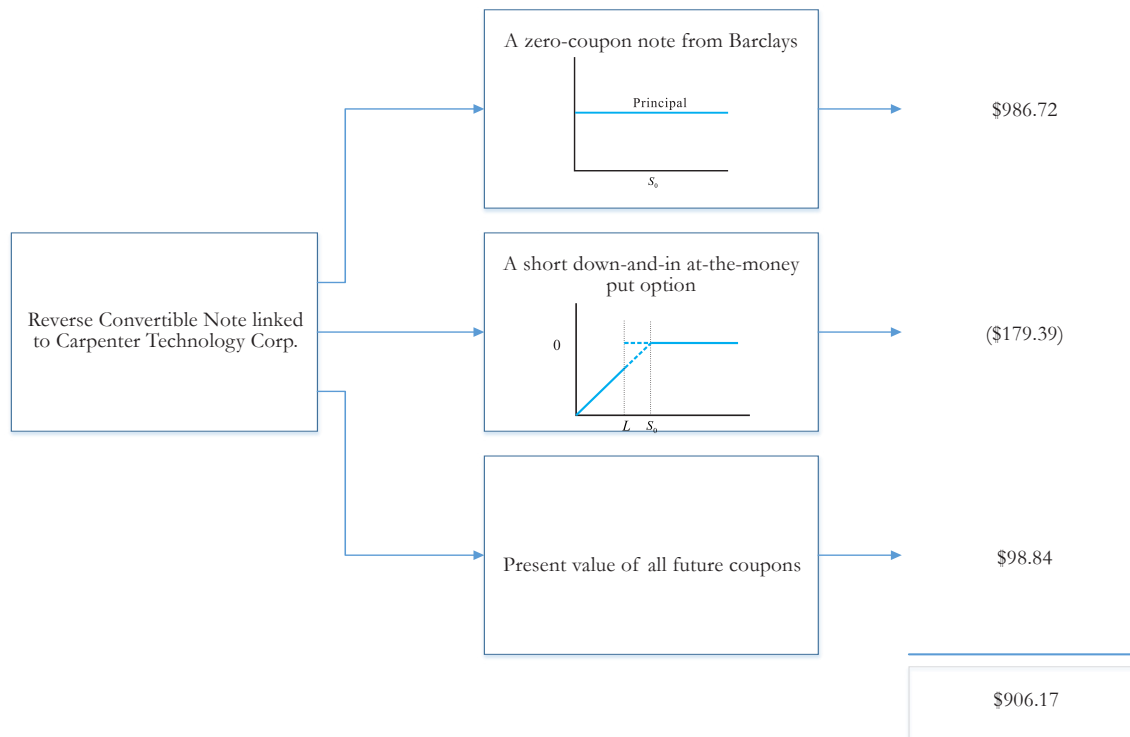 A zero-coupon note from Barclays
Principal
S₀
$986.72
Reverse Convertible Note linked
to Carpenter Technology Corp.
A short down-and-in at-the-money
put option
0
L S₀
($179.39)
Present value of all future coupons
$98.84
$906.17